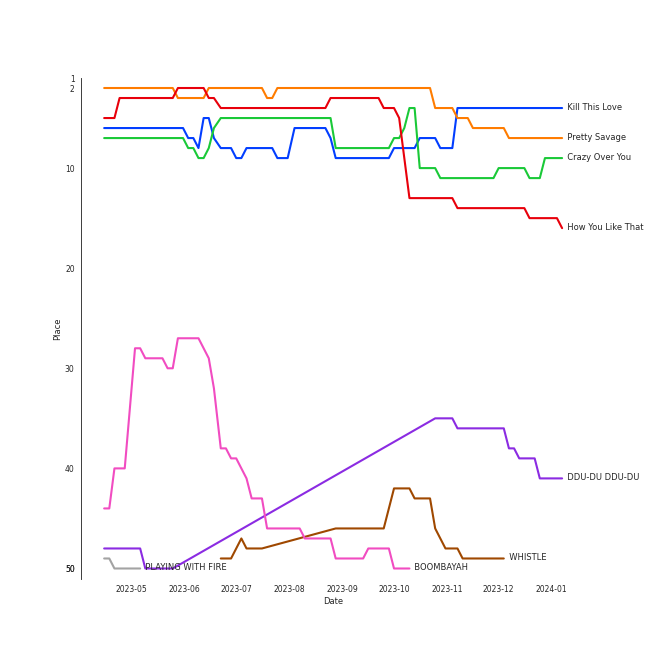 1
2
10
20
30
40
50
Place
Kill This Love
Pretty Savage
Crazy Over You
How You Like That
DDU-DU DDU-DU
WHISTLE
PLAYING WITH FIRE
BOOMBAYAH
2023-05
2023-06
2023-07
2023-08
2023-09
2023-10
2023-11
2023-12
2024-01
Date